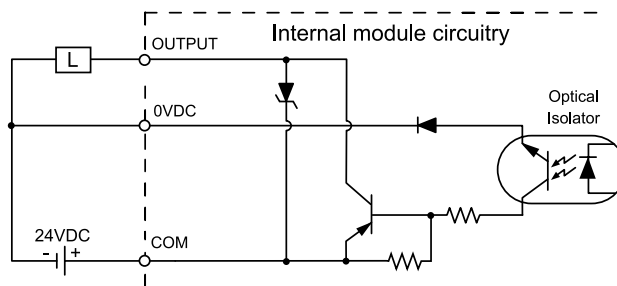 Internal module circuitry
OUTPUT
L
0VDC
Optical
Isolator
24VDC
- +
COM